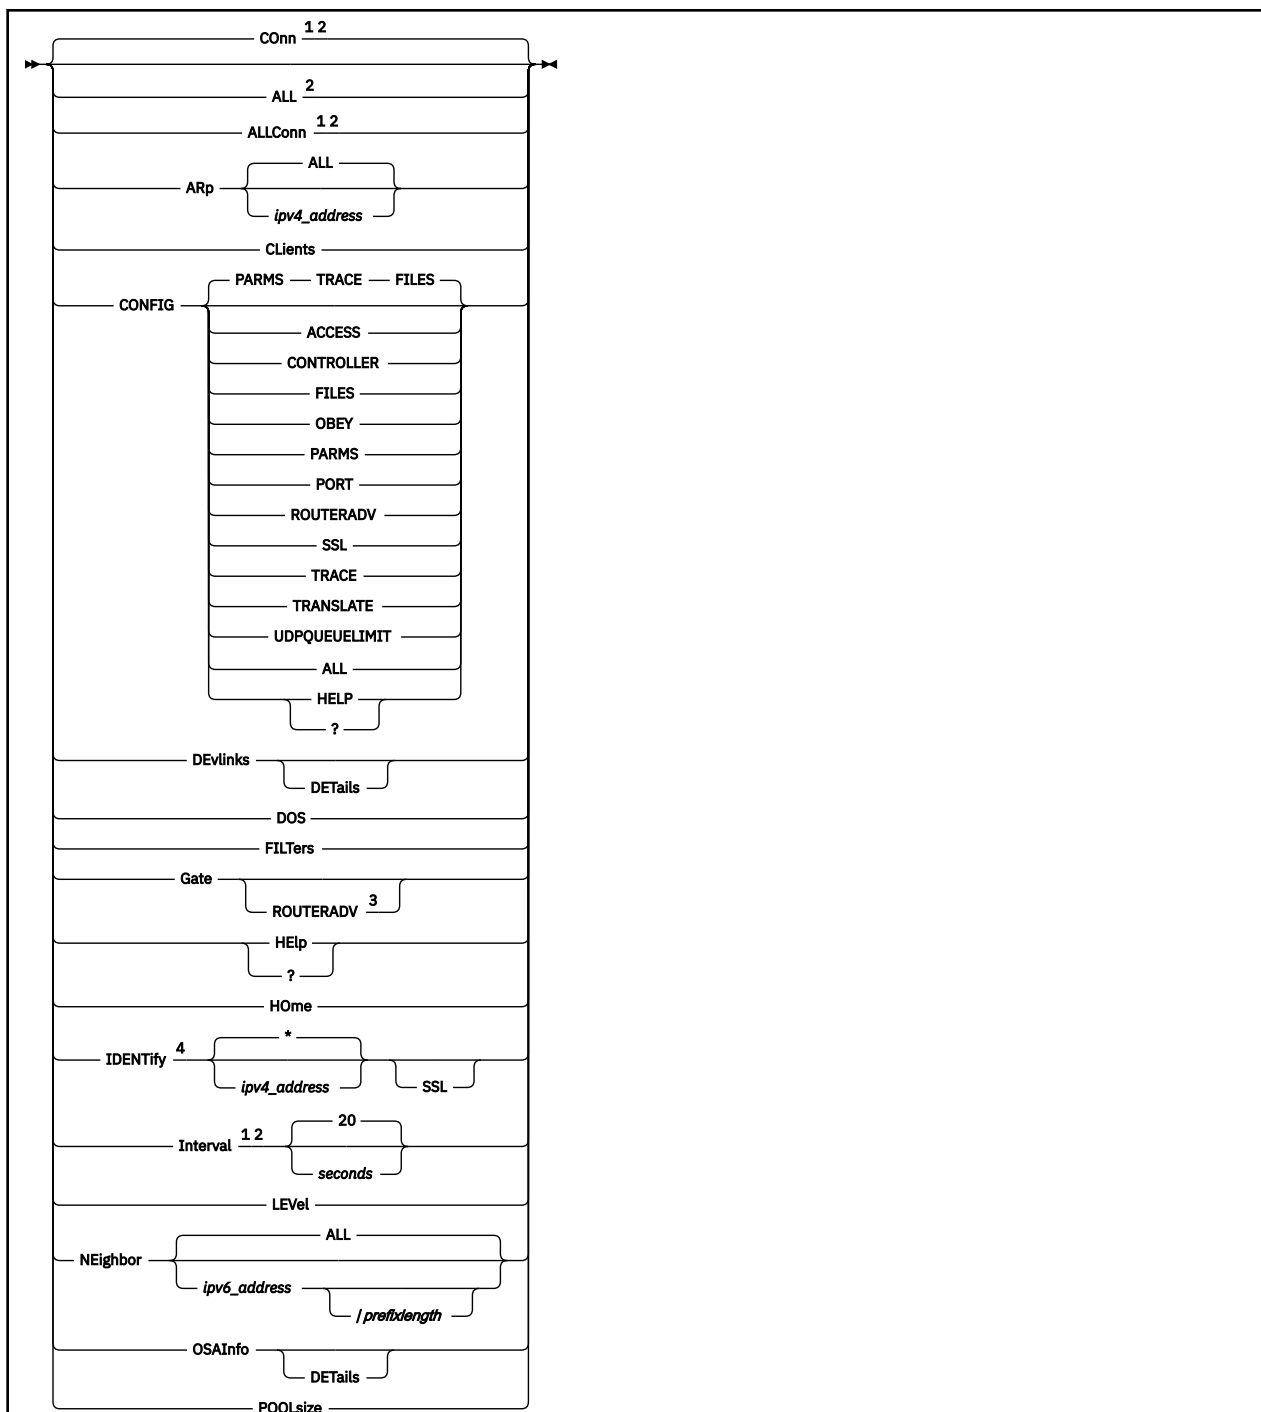 COnn 1 2
ALL 2
ALLConn 1 2
ALL
ARp
ipv4_address
CLients
PARMS TRACE FILES
CONFIG
ACCESS
CONTROLLER
FILES
OBEY
PARMS
PORT
ROUTERADV
SSL
TRACE
TRANSLATE
UDPQUEUELIMIT
ALL
HELP
?
DEvlinks
DETails
DOS
FILTers
Gate
ROUTERADV 3
HElp
?
HOme
*
IDENTify 4
ipv4_address SSL
20
Interval 1 2
seconds
LEVel
ALL
NEighbor
ipv6_address
/prefixlength
OSAInfo
DETails
POOLsize